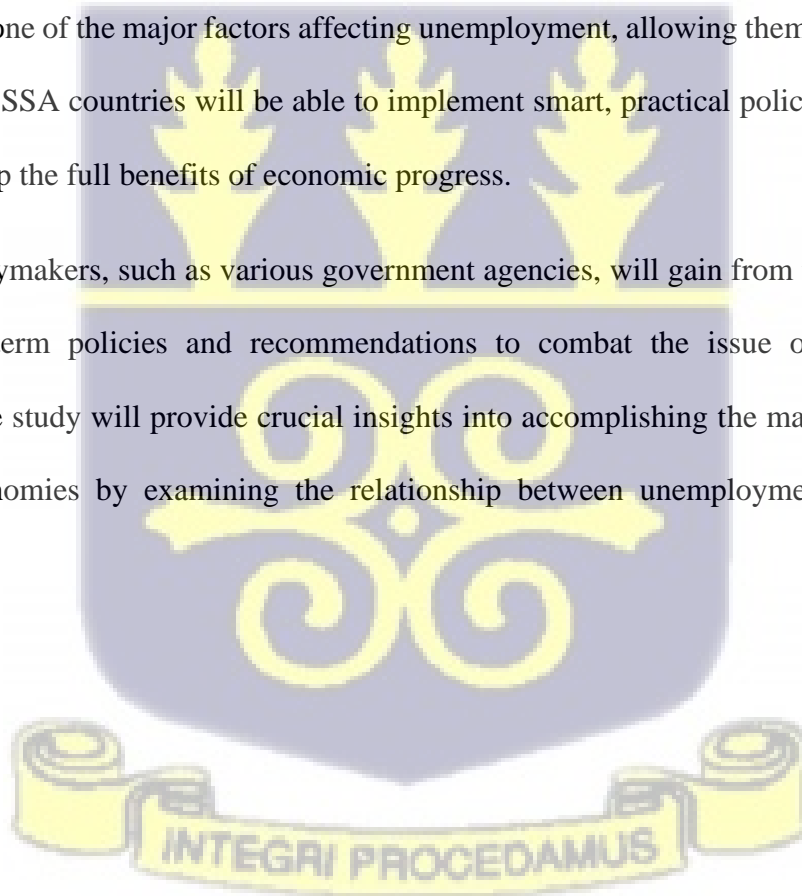 one of the major factors affecting unemployment, allowing them
SSA countries will be able to implement smart, practical polic
p the full benefits of economic progress.
ymakers, such as various government agencies, will gain from
term policies and recommendations to combat the issue o
e study will provide crucial insights into accomplishing the ma
nomies by examining the relationship between unemployme
INTEGRI PROCEDAMUS